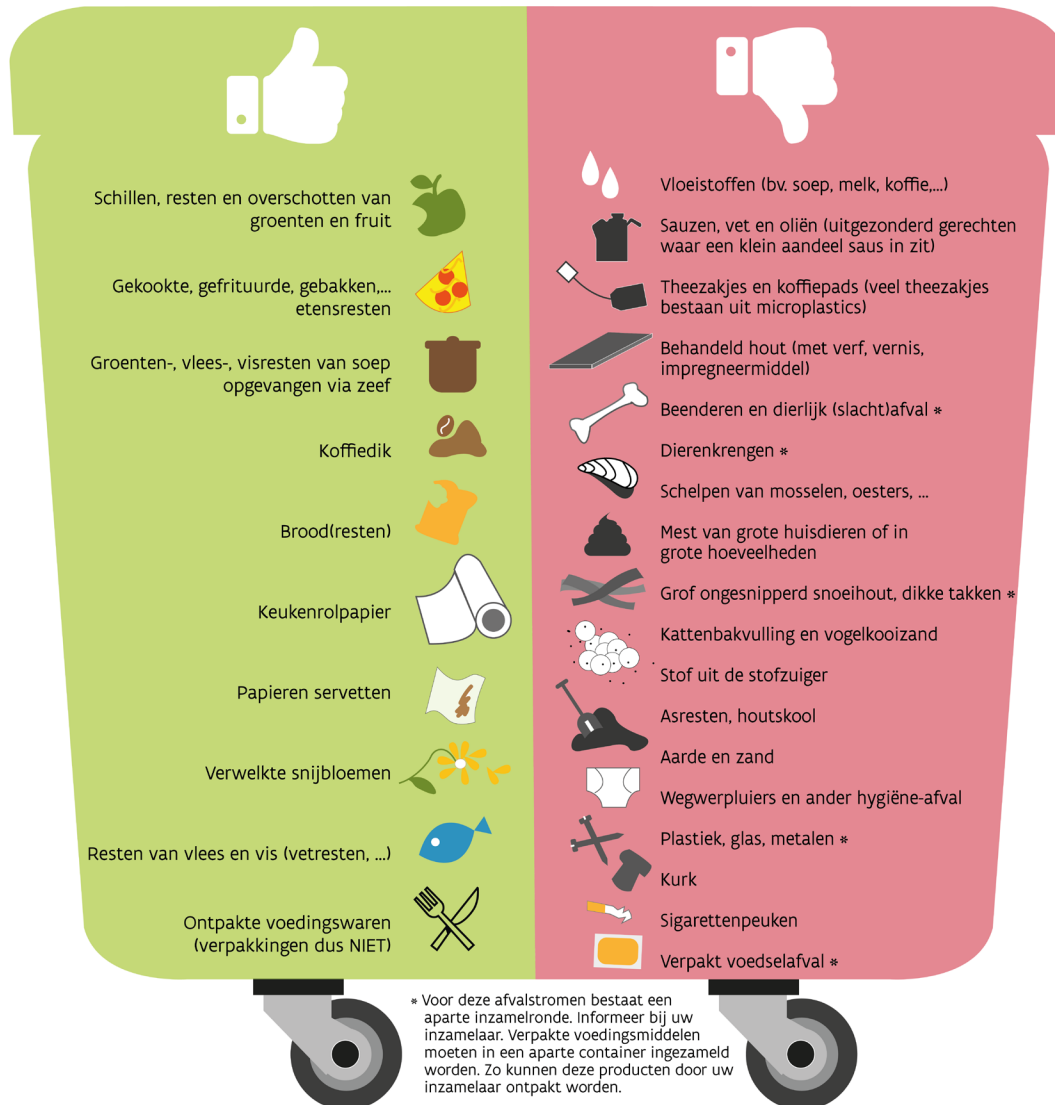 Schillen, resten en overschotten van
groenten en fruit
Gekookte, gefrituurde, gebakken,...
etensresten
Groenten-, vlees-, visresten van soep
opgevangen via zeef
Koffiedik
Brood(resten)
Keukenrolpapier
Papieren servetten
Verwelkte snijbloemen
Resten van vlees en vis (vetresten, ...)
Ontpakte voedingswaren
(verpakkingen dus NIET)
Vloeistoffen (bv. soep, melk, koffie,...)
Sauzen, vet en oliën (uitgezonderd gerechten
waar een klein aandeel saus in zit)
Theezakjes en koffiepads (veel theezakjes
bestaan uit microplastics)
Behandeld hout (met verf, vernis,
impregneermiddel)
Beenderen en dierlijk (slacht)afval *
Dierenkrengen *
Schelpen van mosselen, oesters, ...
Mest van grote huisdieren of in
grote hoeveelheden
Grof ongesnipperd snoeihout, dikke takken *
Kattenbakvulling en vogelkooizand
Stof uit de stofzuiger
Asresten, houtskool
Aarde en zand
Wegwerpluiers en ander hygiëne-afval
Plastiek, glas, metalen *
Kurk
Sigarettenpeuken
Verpakt voedselafval *
* Voor deze afvalstromen bestaat een
aparte inzamelronde. Informeer bij uw
inzamelaar. Verpakte voedingsmiddelen
moeten in een aparte container ingezameld
worden. Zo kunnen deze producten door uw
inzamelaar ontpakt worden.